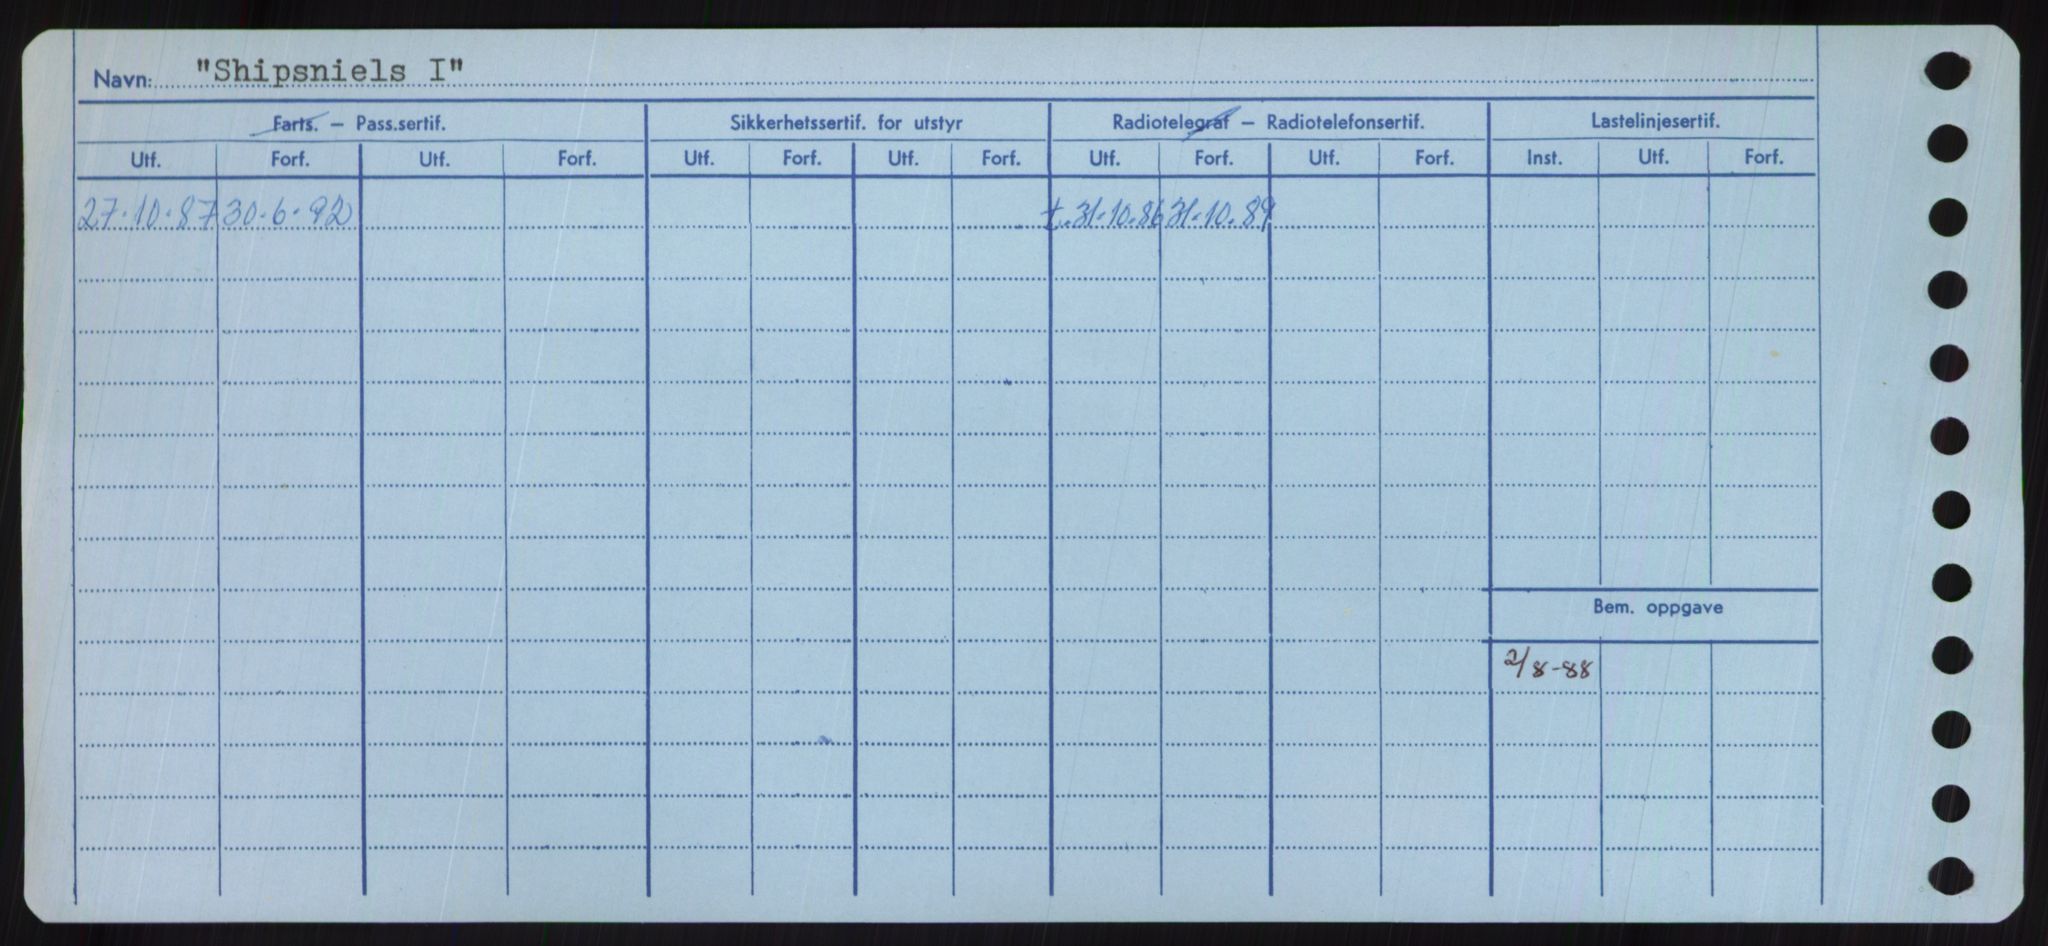 Navn: "Shipsniels I"
Farts. — Pass.sertif. Sikkerhetssertif. for utstyr Radiotelegraf — Radiotelefonsertif. Lastelinjesertif.
Utf. Forf. Utf. Forf. Utf. Forf. Utf. Forf. Utf. Forf. Utf. Forf. Inst. Utf. Forf.
27.10.87 30.6.92 t.31.10.86 31.10.89
Bem. oppgave
2/8-88